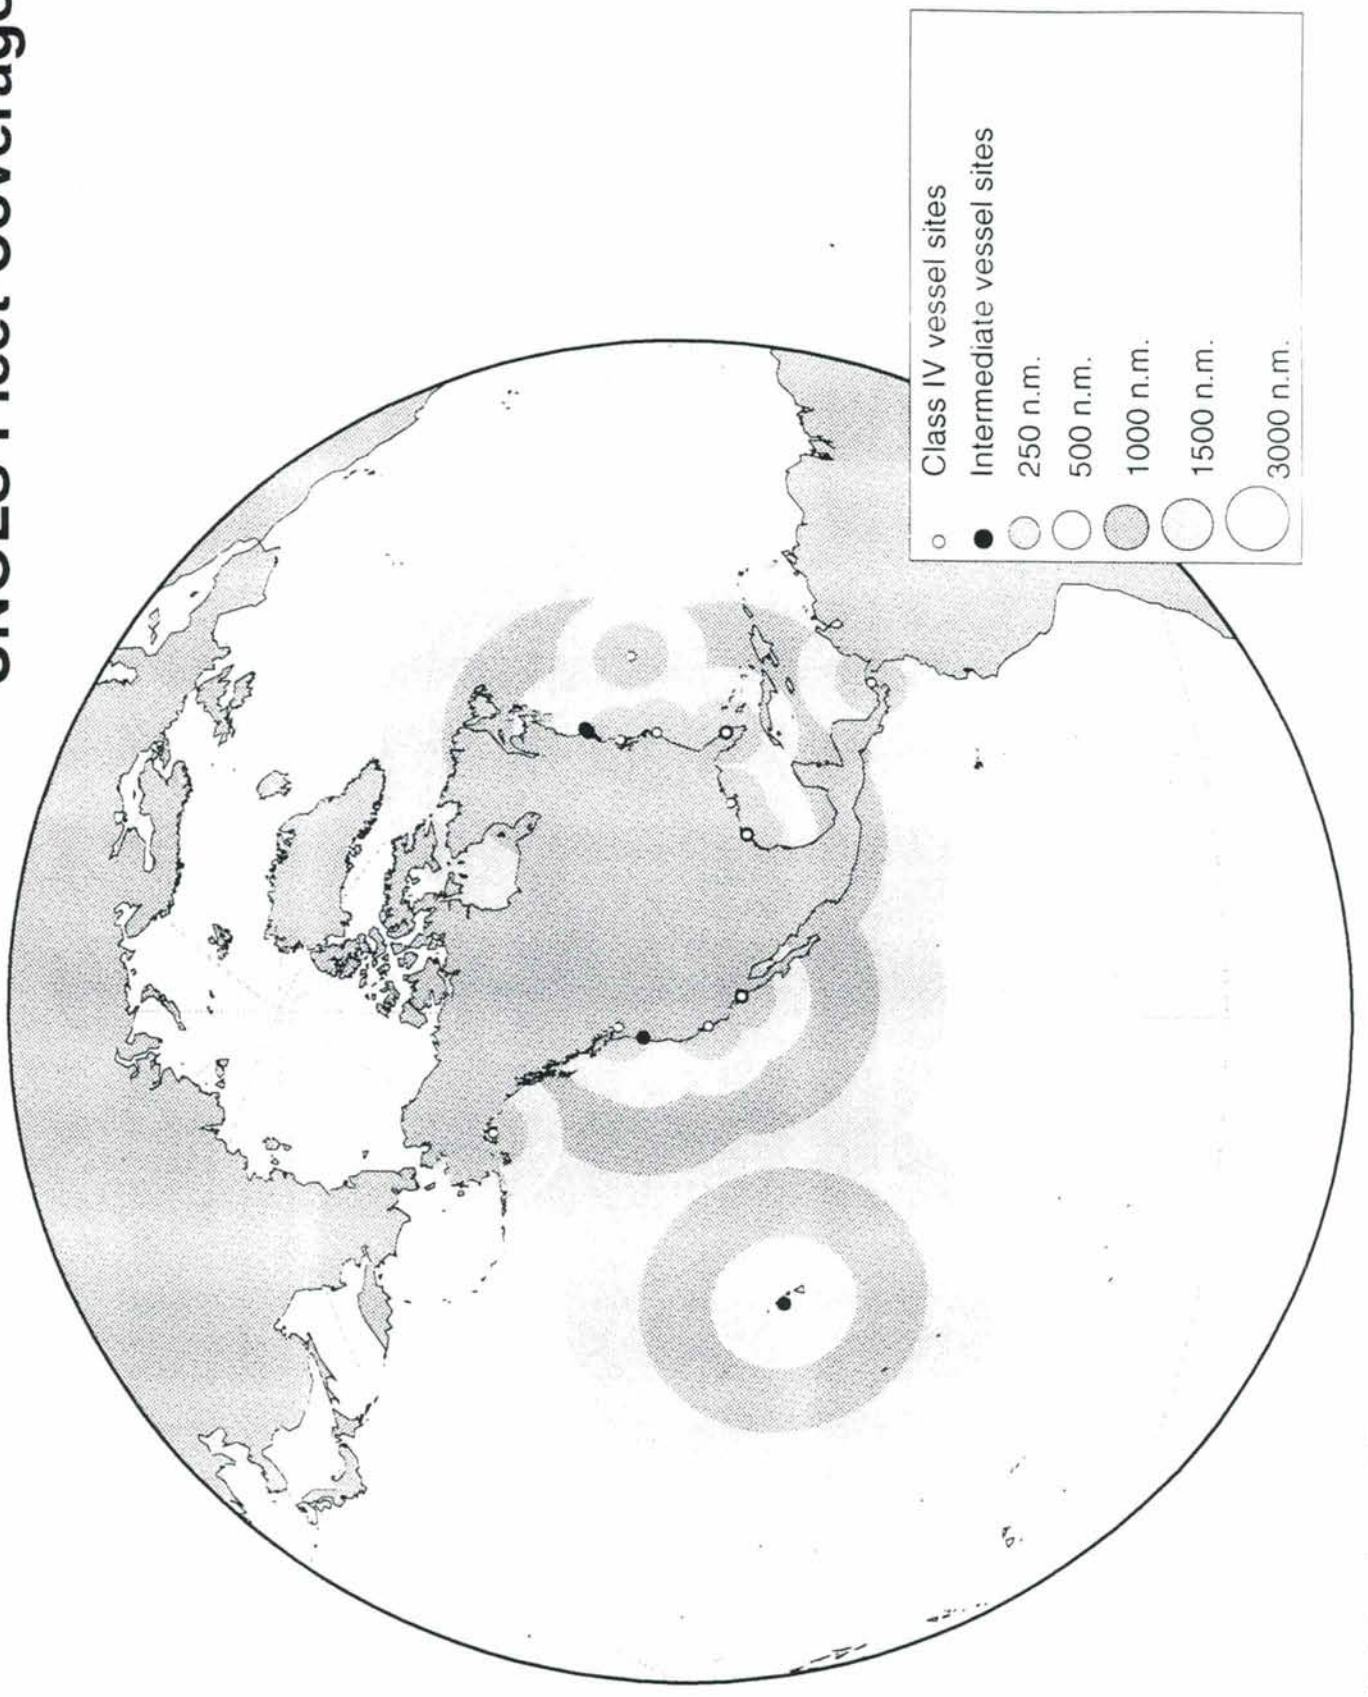 UNOLS Fleet Coverage
Class IV vessel sites
Intermediate vessel sites
250 n.m.
500 n.m.
1000 n.m.
1500 n.m.
3000 n.m.